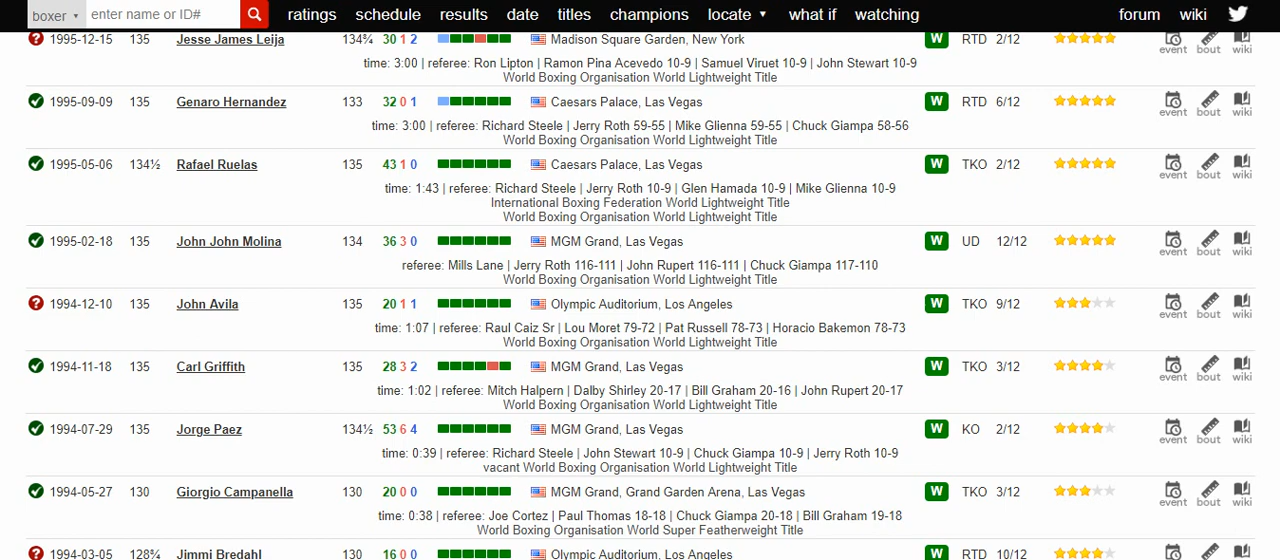 boxer ▾ enter name or ID# ratings schedule results date titles champions locate ▼ what if watching forum wiki
1995-12-15 135 Jesse James Leija 134¾ 30 1 2 Madison Square Garden, New York W RTD 2/12 event bout wiki
time: 3:00 | referee: Ron Lipton | Ramon Pina Acevedo 10-9 | Samuel Viruet 10-9 | John Stewart 10-9
World Boxing Organisation World Lightweight Title
1995-09-09 135 Genaro Hernandez 133 32 0 1 Caesars Palace, Las Vegas W RTD 6/12 event bout wiki
time: 3:00 | referee: Richard Steele | Jerry Roth 59-55 | Mike Glienna 59-55 | Chuck Giampa 58-56
World Boxing Organisation World Lightweight Title
1995-05-06 134½ Rafael Ruelas 135 43 1 0 Caesars Palace, Las Vegas W TKO 2/12 event bout wiki
time: 1:43 | referee: Richard Steele | Jerry Roth 10-9 | Glen Hamada 10-9 | Mike Glienna 10-9
International Boxing Federation World Lightweight Title
World Boxing Organisation World Lightweight Title
1995-02-18 135 John John Molina 134 36 3 0 MGM Grand, Las Vegas W UD 12/12 event bout wiki
referee: Mills Lane | Jerry Roth 116-111 | John Rupert 116-111 | Chuck Giampa 117-110
World Boxing Organisation World Lightweight Title
1994-12-10 135 John Avila 135 20 1 1 Olympic Auditorium, Los Angeles W TKO 9/12 event bout wiki
time: 1:07 | referee: Raul Caiz Sr | Lou Moret 79-72 | Pat Russell 78-73 | Horacio Bakemon 78-73
World Boxing Organisation World Lightweight Title
1994-11-18 135 Carl Griffith 135 28 3 2 MGM Grand, Las Vegas W TKO 3/12 event bout wiki
time: 1:02 | referee: Mitch Halpern | Dalby Shirley 20-17 | Bill Graham 20-16 | John Rupert 20-17
World Boxing Organisation World Lightweight Title
1994-07-29 135 Jorge Paez 134½ 53 6 4 MGM Grand, Las Vegas W KO 2/12 event bout wiki
time: 0:39 | referee: Richard Steele | John Stewart 10-9 | Chuck Giampa 10-9 | Jerry Roth 10-9
vacant World Boxing Organisation World Lightweight Title
1994-05-27 130 Giorgio Campanella 130 20 0 0 MGM Grand, Grand Garden Arena, Las Vegas W TKO 3/12 event bout wiki
time: 0:38 | referee: Joe Cortez | Paul Thomas 18-18 | Chuck Giampa 20-18 | Bill Graham 19-18
World Boxing Organisation World Super Featherweight Title
1994-03-05 128¾ Jimmi Bredahl 130 16 0 0 Olympic Auditorium, Los Angeles W RTD 10/12